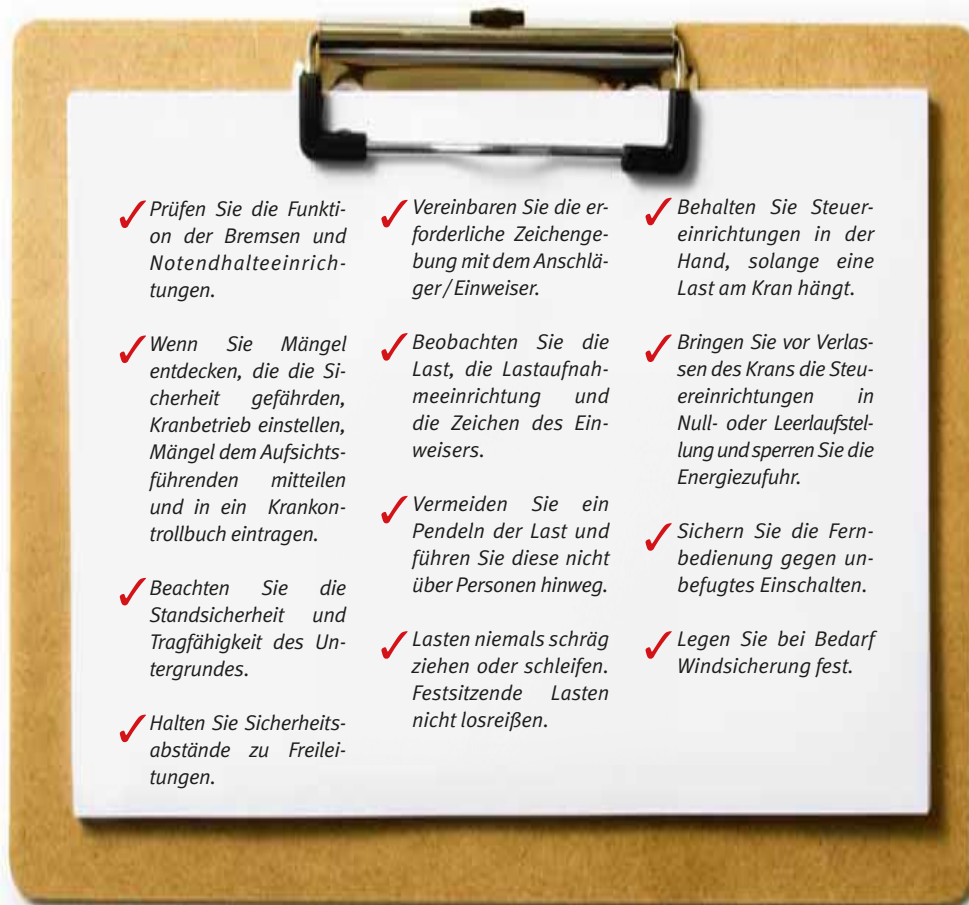 Prüfen Sie die Funkti-
on der Bremsen und
Notendhalteeinrich-
tungen.
Wenn Sie Mängel
entdecken, die die Si-
cherheit gefährden,
Kranbetrieb einstellen,
Mängel dem Aufsichts-
führenden mitteilen
und in ein Krankon-
trollbuch eintragen.
Beachten Sie die
Standsicherheit und
Tragfähigkeit des Un-
tergrundes.
Halten Sie Sicherheits-
abstände zu Freilei-
tungen.
Vereinbaren Sie die er-
forderliche Zeichenge-
bung mit dem Anschlä-
ger/Einweiser.
Beobachten Sie die
Last, die Lastaufnah-
meeinrichtung und
die Zeichen des Ein-
weisers.
Vermeiden Sie ein
Pendeln der Last und
führen Sie diese nicht
über Personen hinweg.
Lasten niemals schräg
ziehen oder schleifen.
Festsitzende Lasten
nicht losreißen.
Behalten Sie Steuer-
einrichtungen in der
Hand, solange eine
Last am Kran hängt.
Bringen Sie vor Verlas-
sen des Krans die Steu-
ereinrichtungen in
Null- oder Leerlaufstel-
lung und sperren Sie die
Energiezufuhr.
Sichern Sie die Fern-
bedienung gegen un-
befugtes Einschalten.
Legen Sie bei Bedarf
Windsicherung fest.